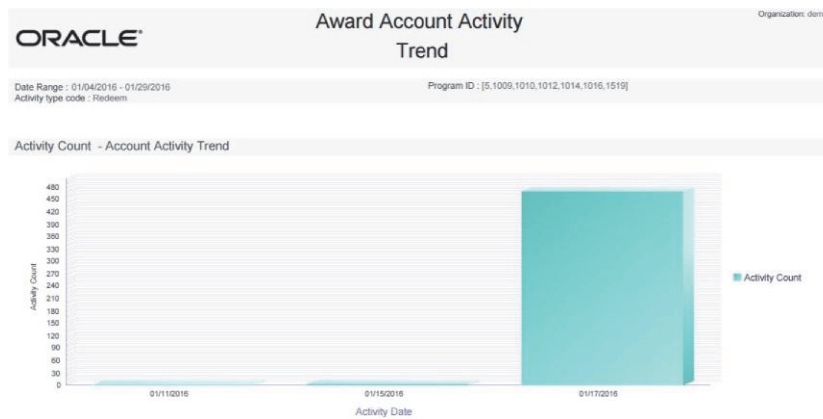 ORACLE®
Award Account Activity
Trend
Organization: dem
Date Range : 01/04/2016 - 01/29/2016
Activity type code : Redeem
Program ID : [5,1009,1010,1012,1014,1016,1519]
Activity Count - Account Activity Trend
480
450
420
390
360
330
300
270
240
210
180
150
120
90
60
30
0
Activity Count
01/11/2016
01/15/2016
01/17/2016
Activity Date
Activity Count